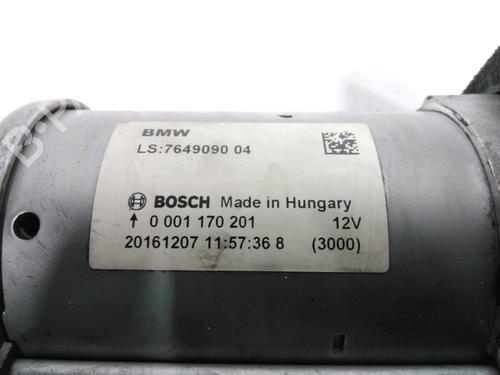 BMW
LS:7649090 04
BOSCH Made in Hungary
↑ 0 001 170 201 12V
20161207 11:57:36 8 (3000)